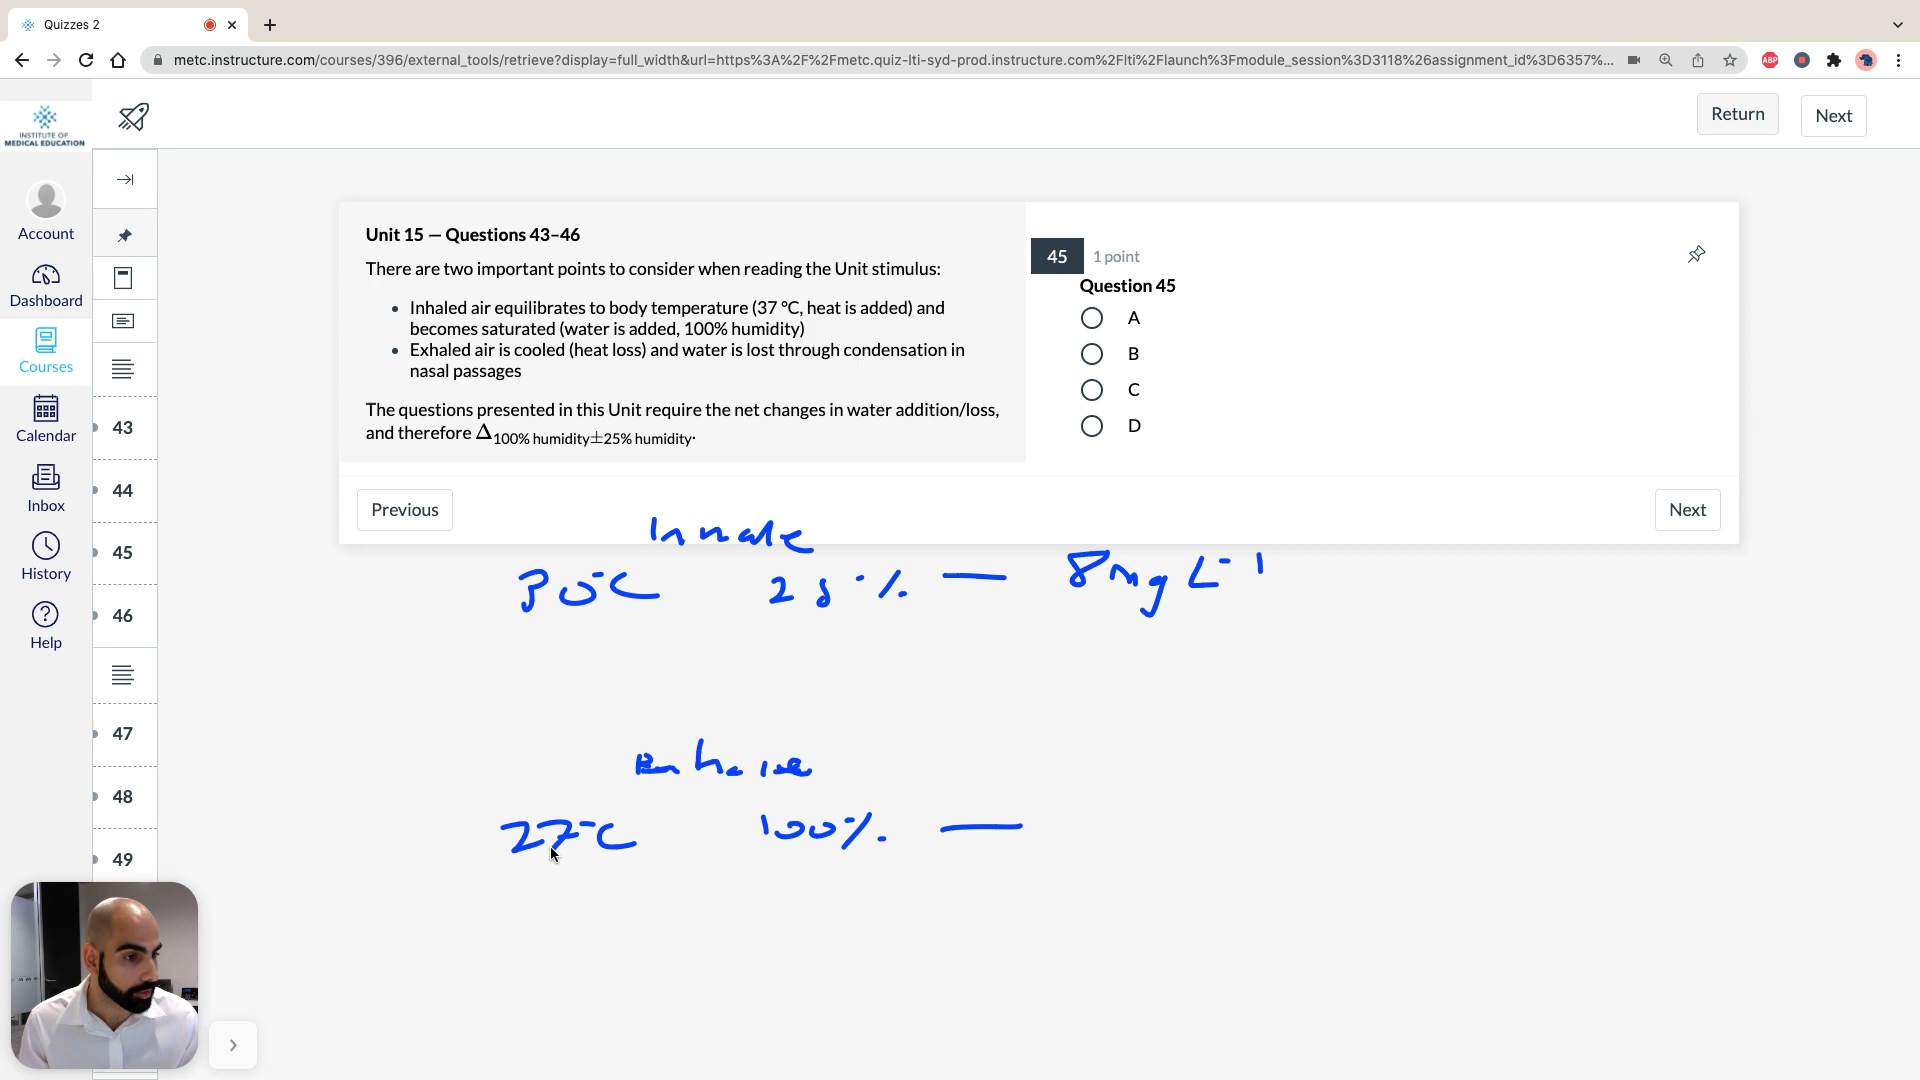 Quizzes 2
metc.instructure.com/courses/396/external_tools/retrieve?display=full_width&url=https%3A%2F%2Fmetc.quiz-lti-syd-prod.instructure.com%2Flti%2Flaunch%3Fmodule_session%3D3118%26assignment_id%3D6357%...
ABP
INSTITUTE OF
MEDICAL EDUCATION
Return
Next
Account
Dashboard
Courses
Calendar
Inbox
History
Help
43
44
45
46
47
48
49
Unit 15 – Questions 43–46
There are two important points to consider when reading the Unit stimulus:
• Inhaled air equilibrates to body temperature (37 °C, heat is added) and
becomes saturated (water is added, 100% humidity)
• Exhaled air is cooled (heat loss) and water is lost through condensation in
nasal passages
The questions presented in this Unit require the net changes in water addition/loss,
and therefore Δ100% humidity±25% humidity.
45
1 point
Question 45
A
B
C
D
Previous
Next
30°C 25% — 8mg L-1
27°C 100% —